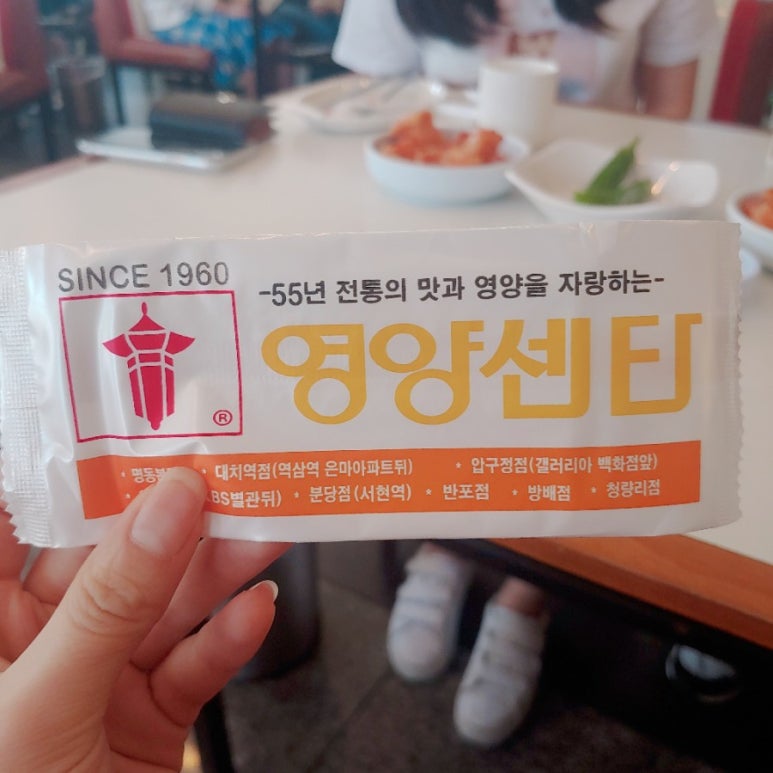 SINCE 1960
-55년 전통의 맛과 영양을 자랑하는-
영양센타
®
* 대치역점(역삼역 은마아파트뒤) * 압구정점(갤러리아 백화점앞)
BS별관뒤) * 분당점(서현역) * 반포점 * 방배점 * 청량리점